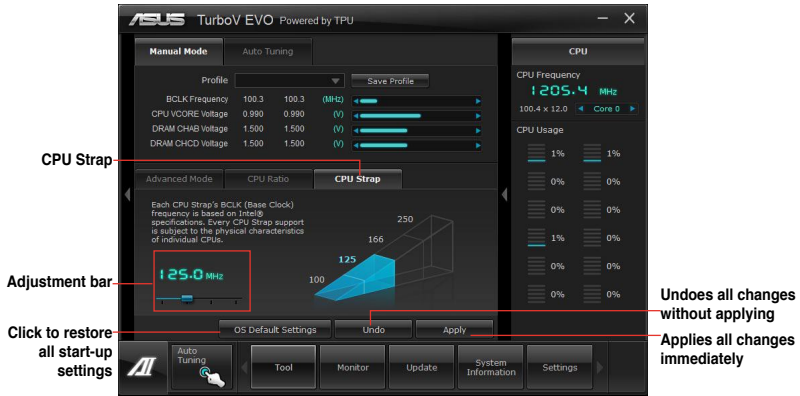 ASUS TurboV EVO Powered by TPU
Manual Mode
Auto Tuning
Profile
Save Profile
BCLK Frequency 100.3 100.3 (MHz)
CPU VCORE Voltage 0.990 0.990 (V)
DRAM CHAB Voltage 1.500 1.500 (V)
DRAM CHCD Voltage 1.500 1.500 (V)
CPU
CPU Frequency
1205.4 MHz
100.4 x 12.0 Core 0
CPU Usage
1% 1%
0% 0%
0% 0%
1% 0%
0% 0%
0% 0%
CPU Strap
Advanced Mode
CPU Ratio
CPU Strap
Each CPU Strap's BCLK (Base Clock)
frequency is based on Intel®
specifications. Every CPU Strap support
is subject to the physical characteristics
of individual CPUs.
250
166
125
100
Adjustment bar
125.0 MHz
Click to restore
all start-up
settings
OS Default Settings
Undo
Apply
Undoes all changes
without applying
Applies all changes
immediately
AI
Auto
Tuning
Tool
Monitor
Update
System
Information
Settings